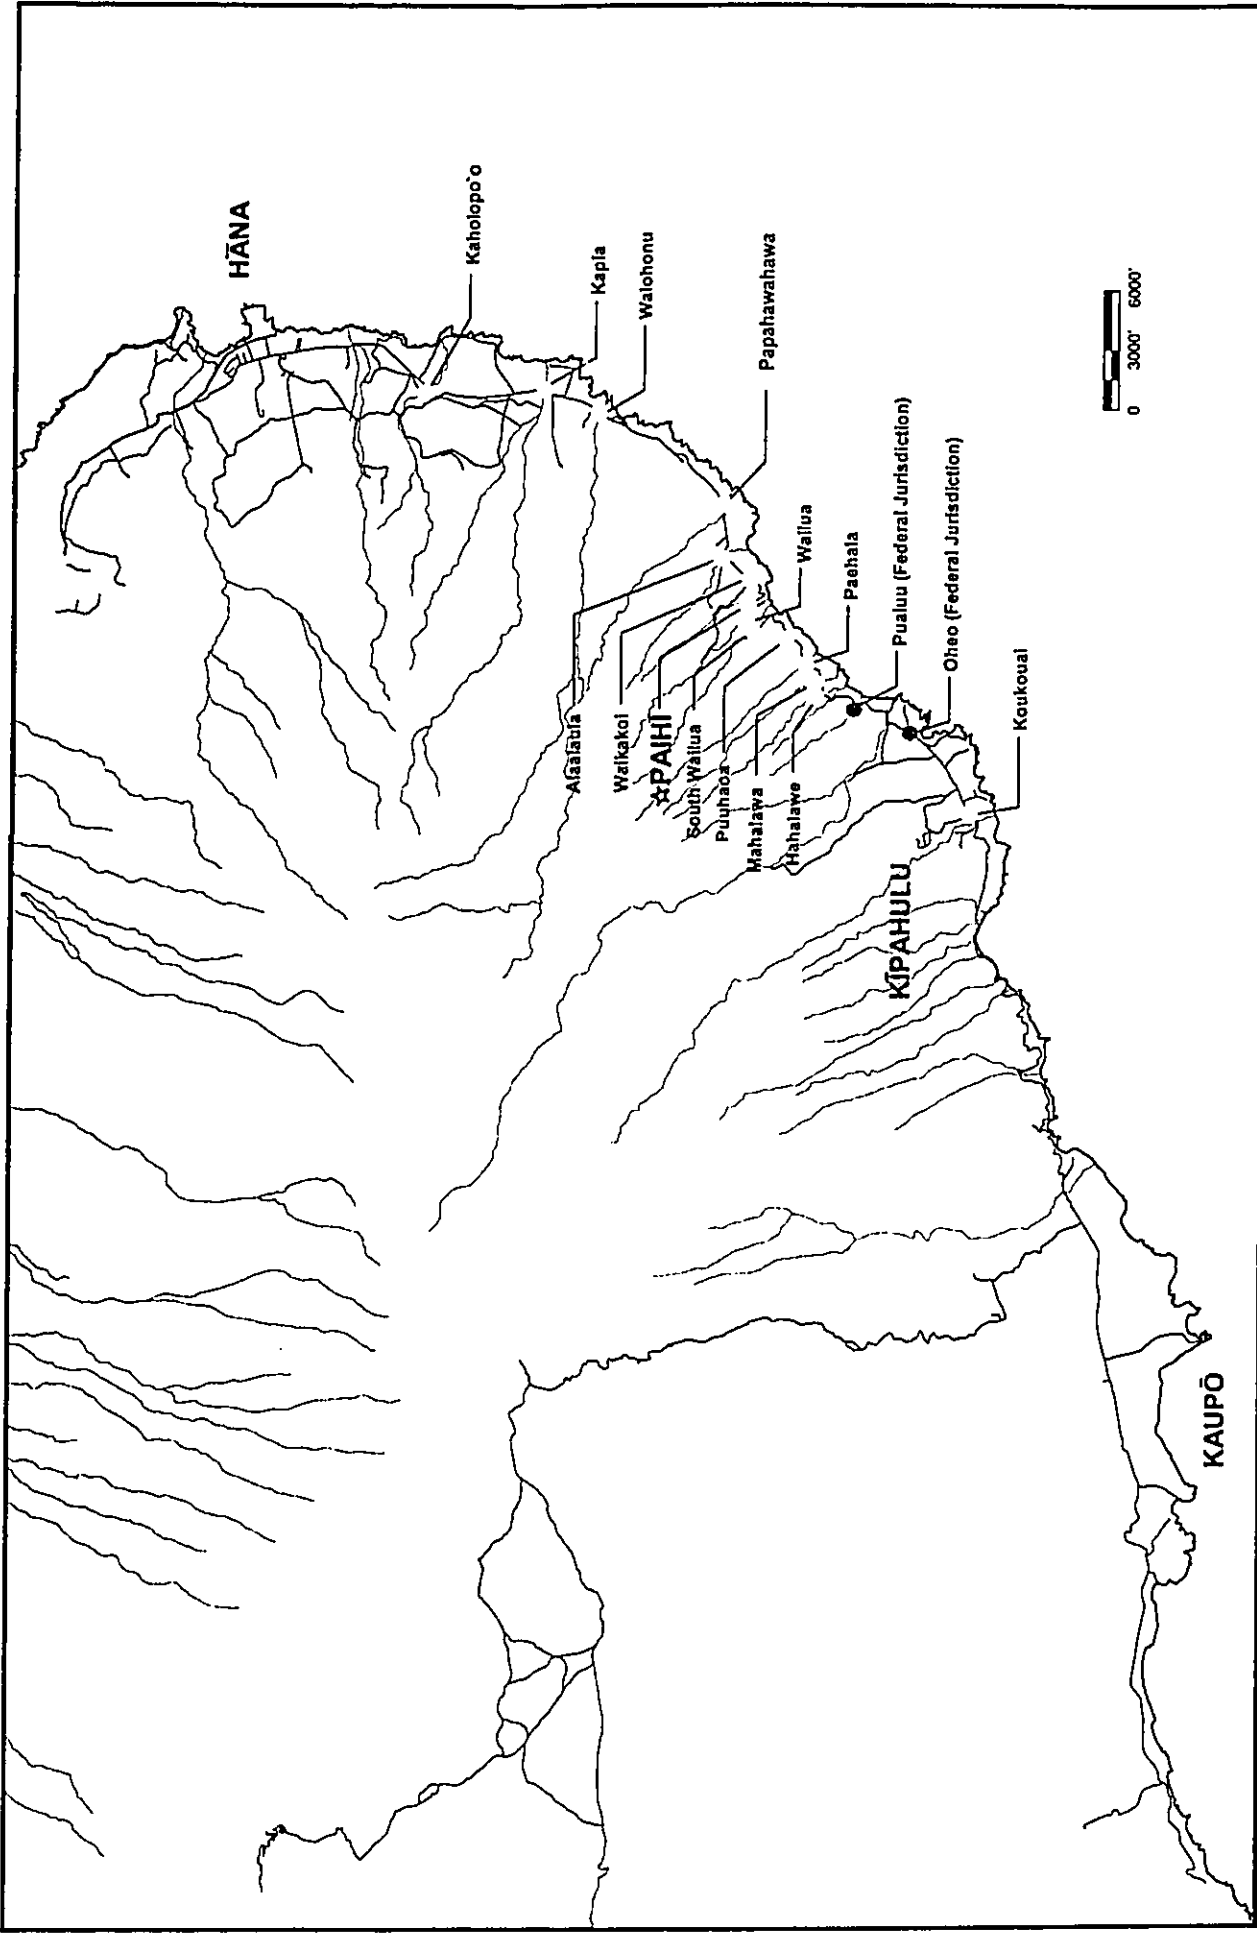 HĀNA
Kaholopo`o
Kapia
Waiohonu
Papahawahawa
Wailua
Paehala
Pualuu (Federal Jurisdiction)
Oheo (Federal Jurisdiction)
Koukouai
Alaalaula
Waikakoi
☆PAIHI
South Wailua
Puuhaoa
Mahalawa
Hahalawe
KĪPAHULU
KAUPŌ
0 3000' 6000'